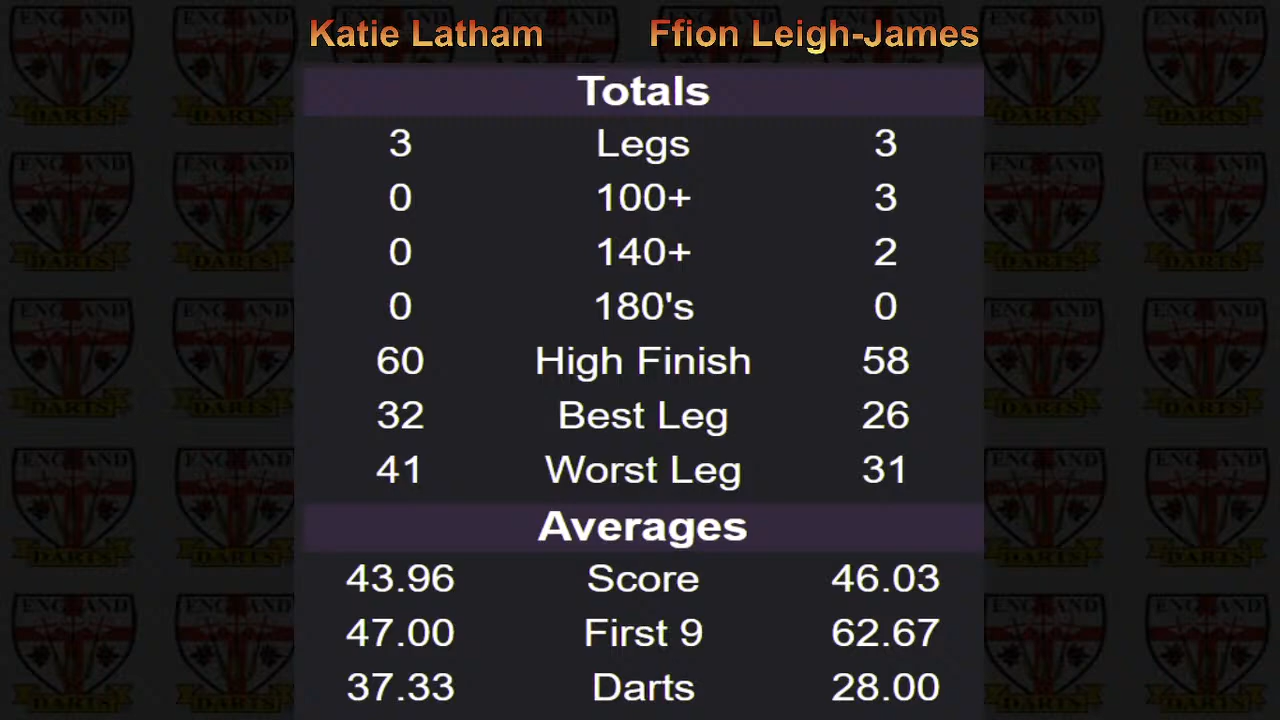 Katie Latham Ffion Leigh-James
Totals
3 Legs 3
0 100+ 3
0 140+ 2
0 180's 0
60 High Finish 58
32 Best Leg 26
41 Worst Leg 31
Averages
43.96 Score 46.03
47.00 First 9 62.67
37.33 Darts 28.00
ENGLAND
DARTS